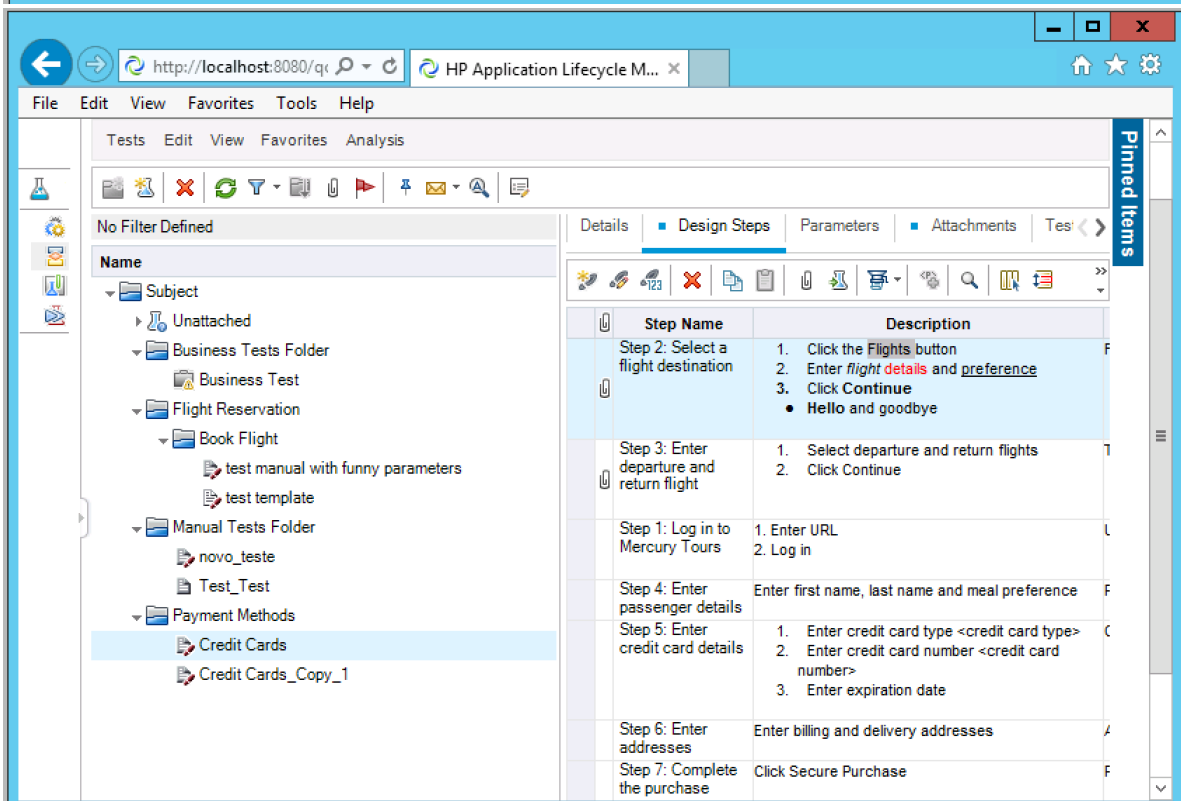 http://localhost:8080/qc
HP Application Lifecycle M...
File Edit View Favorites Tools Help
Tests Edit View Favorites Analysis
Pinned Items
No Filter Defined
Details Design Steps Parameters Attachments Tes
Name
Subject
Unattached
Business Tests Folder
Business Test
Flight Reservation
Book Flight
test manual with funny parameters
test template
Manual Tests Folder
novo_teste
Test_Test
Payment Methods
Credit Cards
Credit Cards_Copy_1
Step Name Description
Step 2: Select a
flight destination
1. Click the Flights button
2. Enter flight details and preference
3. Click Continue
● Hello and goodbye
F
Step 3: Enter
departure and
return flight
1. Select departure and return flights
2. Click Continue
T
Step 1: Log in to
Mercury Tours
1. Enter URL
2. Log in
U
Step 4: Enter
passenger details
Enter first name, last name and meal preference
F
Step 5: Enter
credit card details
1. Enter credit card type <credit card type>
2. Enter credit card number <credit card
number>
3. Enter expiration date
C
Step 6: Enter
addresses
Enter billing and delivery addresses
A
Step 7: Complete
the purchase
Click Secure Purchase
F